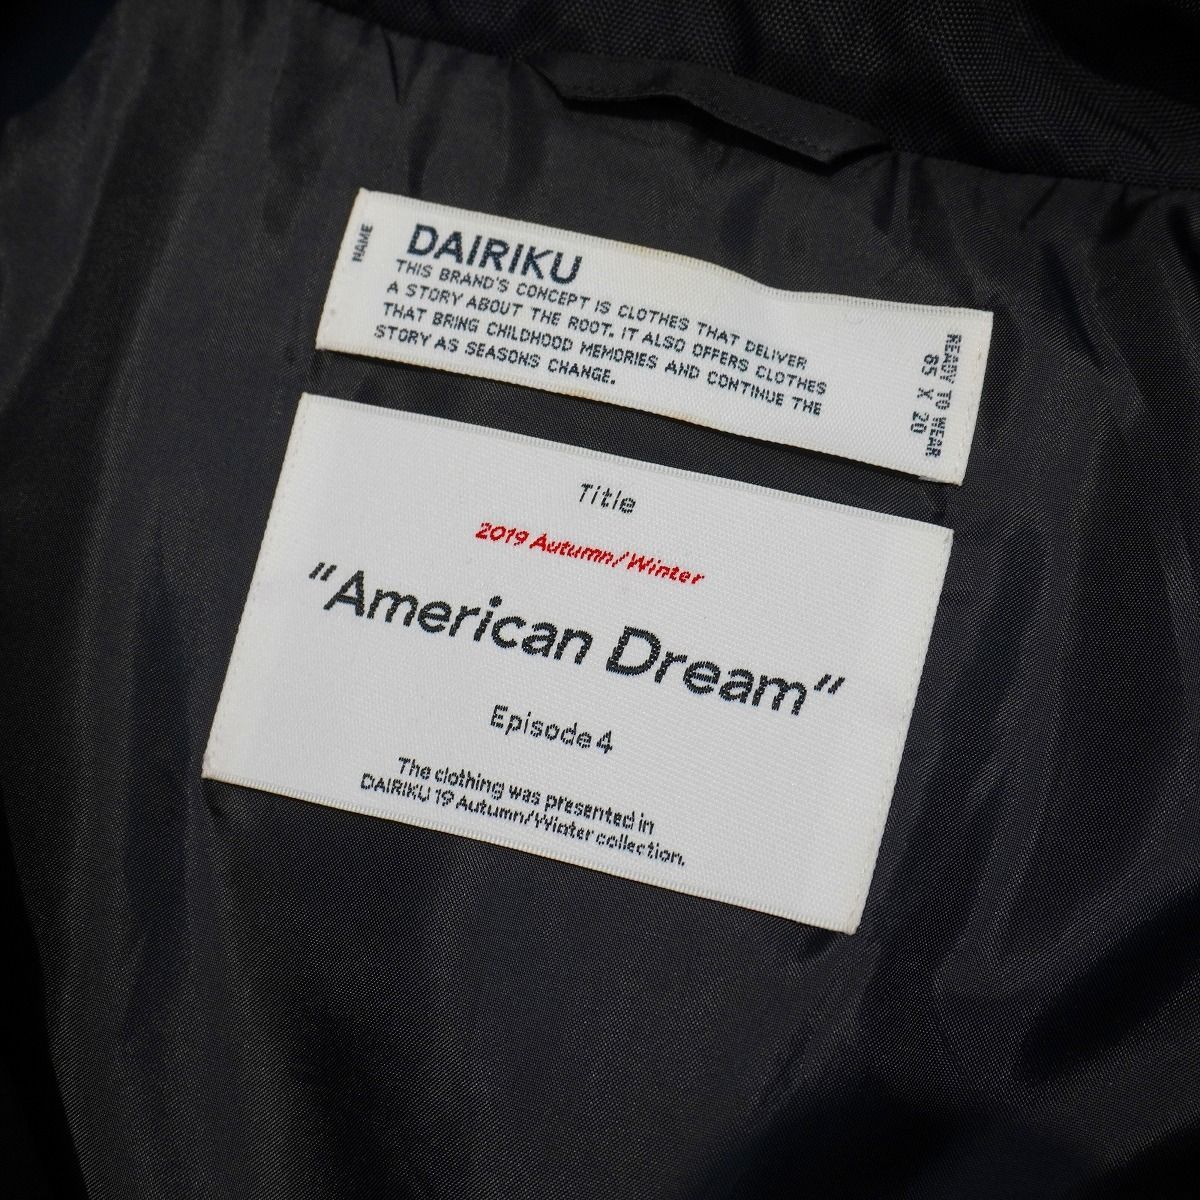 NAME
DAIRIKU
THIS BRAND'S CONCEPT IS CLOTHES THAT DELIVER
A STORY ABOUT THE ROOT. IT ALSO OFFERS CLOTHES
THAT BRING CHILDHOOD MEMORIES AND CONTINUE THE
STORY AS SEASONS CHANGE.
READY TO WEAR
65 X 20
Title
2019 Autumn/Winter
"American Dream"
Episode4
The clothing was presented in
DAIRIKU 19 Autumn/Winter collection.